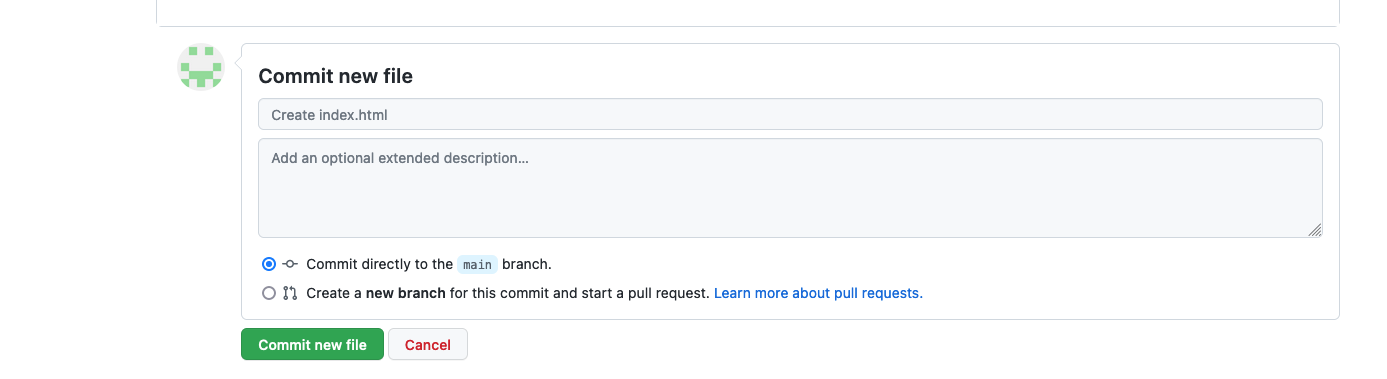 Commit new file
Create index.html
Add an optional extended description...
Commit directly to the main branch.
Create a new branch for this commit and start a pull request. Learn more about pull requests.
Commit new file Cancel